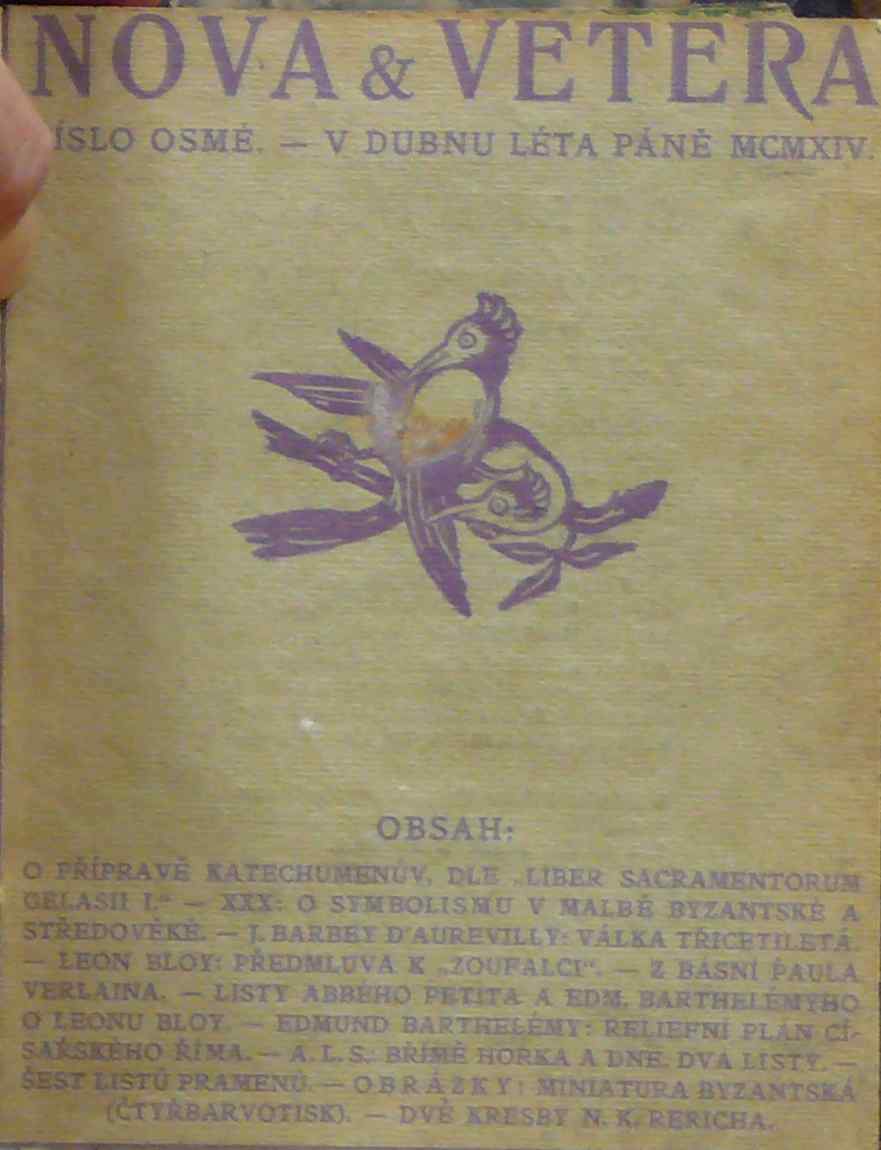 NOVA & VETERA
ÍSLO OSMÉ. — V DUBNU LÉTA PÁNĚ MCMXIV.
OBSAH:
O PŘÍPRAVĚ KATECHUMENÚV, DLE „LIBER SACRAMENTORUM
GELASII I.“ — XXX: O SYMBOLISMU V MALBĚ BYZANTSKÉ A
STŘEDOVĚKÉ. — J. BARBEY D'AUREVILLY: VÁLKA TŘICETILETÁ.
— LEON BLOY: PŘEDMLUVA K „ZOUFALCI“. — Z BÁSNÍ PAULA
VERLAINA. — LISTY ABBÉHO PETITA A EDM. BARTHELÉMYHO
O LEONU BLOY. — EDMUND BARTHELÉMY: RELIEFNÍ PLÁN CÍ-
SAŘSKÉHO ŘÍMA. — A. L. S.: BŘÍMĚ HORKA A DNE. DVA LISTY. —
ŠEST LISTŮ PRAMENŮ. — OBRÁZKY: MINIATURA BYZANTSKÁ
(ČTYŘBARVOTISK). — DVĚ KRESBY N. K. RERICHA.